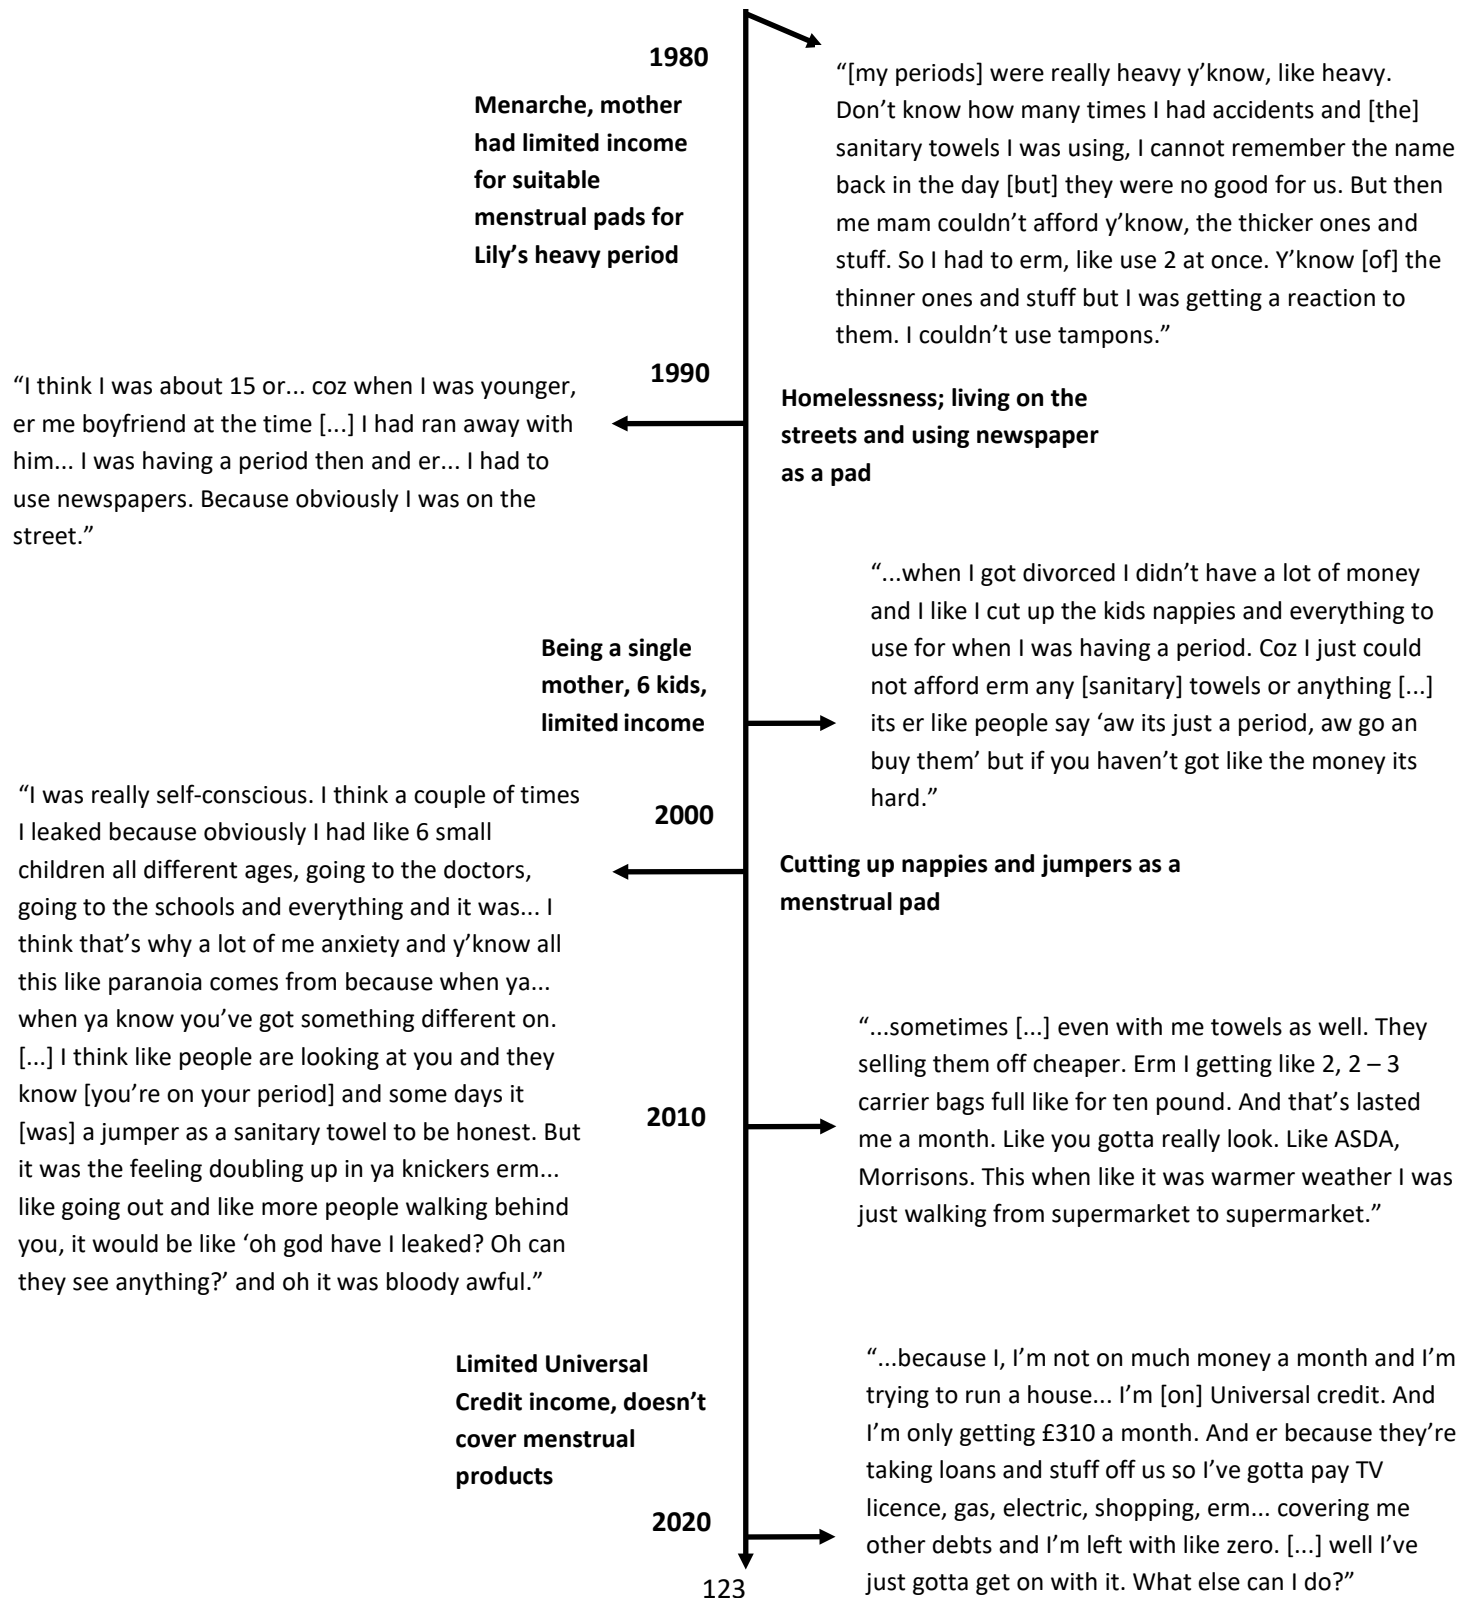 1980
Menarche, mother
had limited income
for suitable
menstrual pads for
Lily’s heavy period
“[my periods] were really heavy y’know, like heavy.
Don’t know how many times I had accidents and [the]
sanitary towels I was using, I cannot remember the name
back in the day [but] they were no good for us. But then
me mam couldn’t afford y’know, the thicker ones and
stuff. So I had to erm, like use 2 at once. Y’know [of] the
thinner ones and stuff but I was getting a reaction to
them. I couldn’t use tampons.”
1990
“I think I was about 15 or... coz when I was younger,
er me boyfriend at the time [...] I had ran away with
him... I was having a period then and er... I had to
use newspapers. Because obviously I was on the
street.”
Homelessness; living on the
streets and using newspaper
as a pad
Being a single
mother, 6 kids,
limited income
“...when I got divorced I didn’t have a lot of money
and I like I cut up the kids nappies and everything to
use for when I was having a period. Coz I just could
not afford erm any [sanitary] towels or anything [...]
its er like people say ‘aw its just a period, aw go an
buy them’ but if you haven’t got like the money its
hard.”
2000
“I was really self-conscious. I think a couple of times
I leaked because obviously I had like 6 small
children all different ages, going to the doctors,
going to the schools and everything and it was... I
think that’s why a lot of me anxiety and y’know all
this like paranoia comes from because when ya...
when ya know you’ve got something different on.
[...] I think like people are looking at you and they
know [you’re on your period] and some days it
[was] a jumper as a sanitary towel to be honest. But
it was the feeling doubling up in ya knickers erm...
like going out and like more people walking behind
you, it would be like ‘oh god have I leaked? Oh can
they see anything?’ and oh it was bloody awful.”
Cutting up nappies and jumpers as a
menstrual pad
2010
“...sometimes [...] even with me towels as well. They
selling them off cheaper. Erm I getting like 2, 2 – 3
carrier bags full like for ten pound. And that’s lasted
me a month. Like you gotta really look. Like ASDA,
Morrisons. This when like it was warmer weather I was
just walking from supermarket to supermarket.”
Limited Universal
Credit income, doesn’t
cover menstrual
products
“...because I, I’m not on much money a month and I’m
trying to run a house... I’m [on] Universal credit. And
I’m only getting £310 a month. And er because they’re
taking loans and stuff off us so I’ve gotta pay TV
licence, gas, electric, shopping, erm... covering me
other debts and I’m left with like zero. [...] well I’ve
just gotta get on with it. What else can I do?”
2020
123